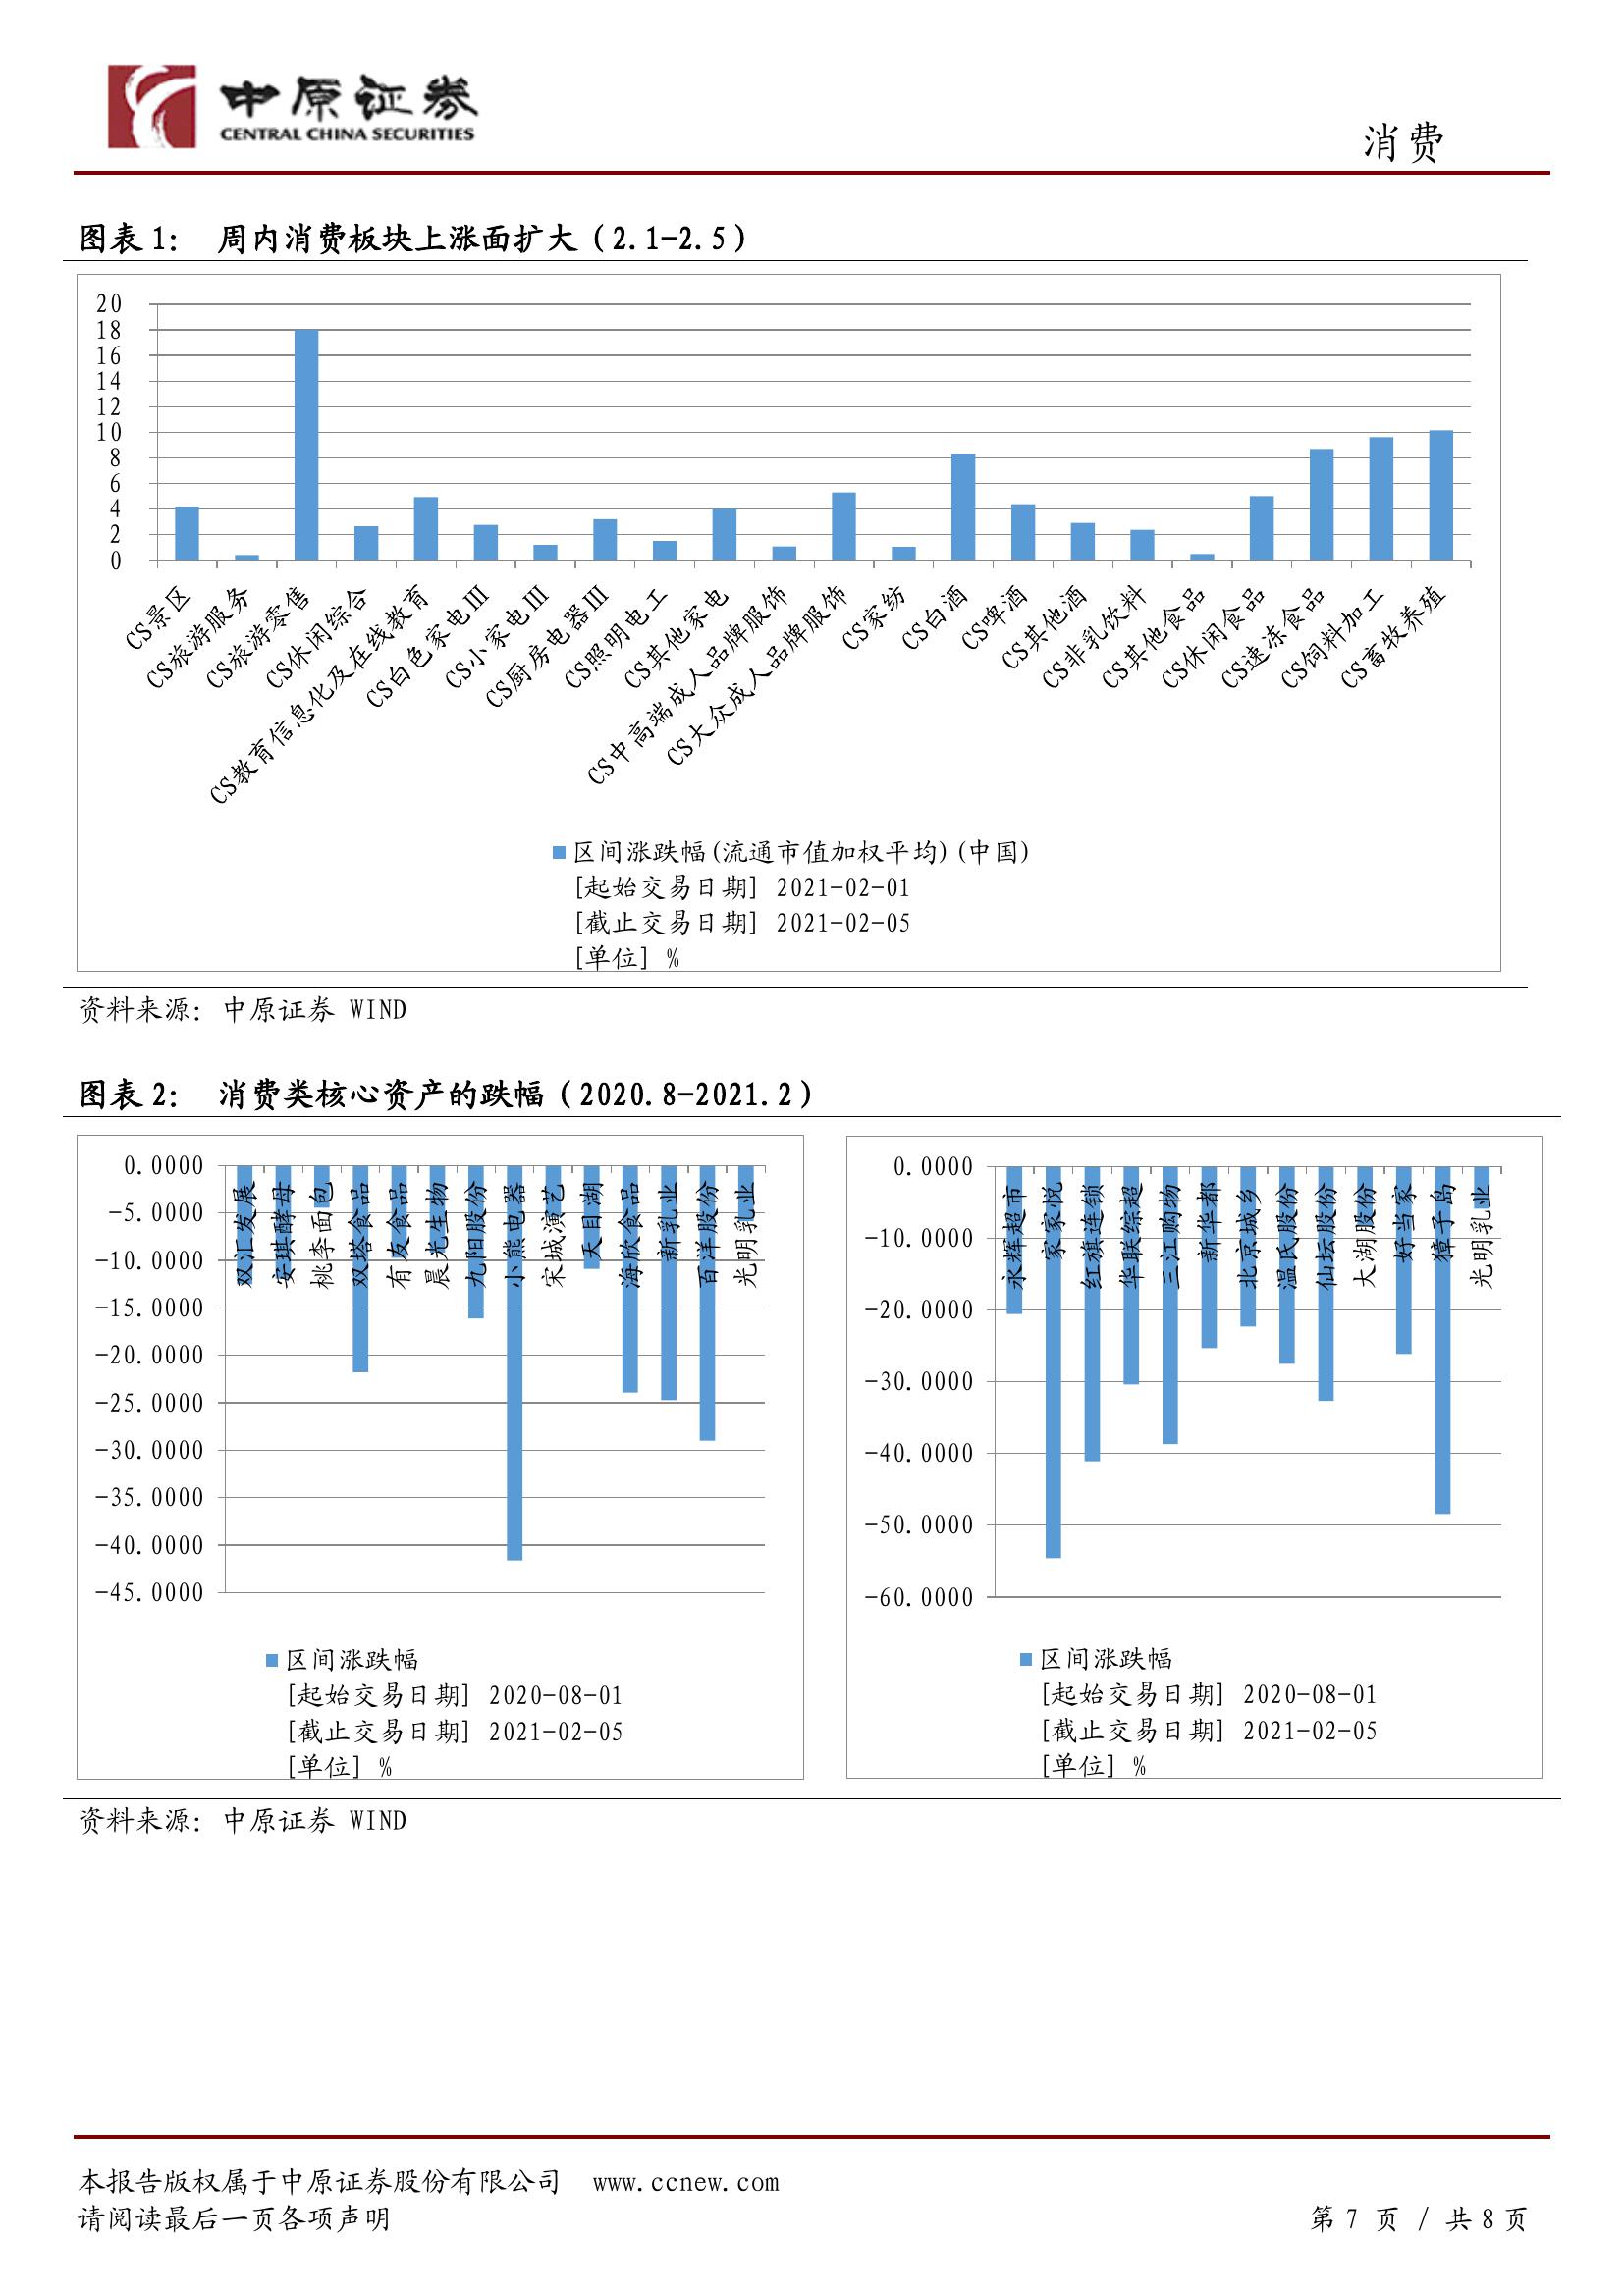 中原证券
CENTRAL CHINA SECURITIES
消费
图表 1： 周内消费板块上涨面扩大（2.1-2.5）
20
18
16
14
12
10
8
6
4
2
0
CS景区
CS旅游服务
CS旅游零售
CS休闲综合
CS教育信息化及在线教育
CS白色家电Ⅲ
CS小家电Ⅲ
CS厨房电器Ⅲ
CS照明电工
CS其他家电
CS中高端成人品牌服饰
CS大众成人品牌服饰
CS家纺
CS白酒
CS啤酒
CS其他酒
CS非乳饮料
CS其他食品
CS休闲食品
CS速冻食品
CS饲料加工
CS畜牧养殖
区间涨跌幅(流通市值加权平均)(中国)
[起始交易日期] 2021-02-01
[截止交易日期] 2021-02-05
[单位] %
资料来源：中原证券 WIND
图表 2： 消费类核心资产的跌幅（2020.8-2021.2）
0.0000
-5.0000
-10.0000
-15.0000
-20.0000
-25.0000
-30.0000
-35.0000
-40.0000
-45.0000
双汇发展
安琪酵母
桃李面包
双塔食品
有友食品
晨光生物
九阳股份
小熊电器
宋城演艺
天目湖
海欣食品
新乳业
百洋股份
光明乳业
区间涨跌幅
[起始交易日期] 2020-08-01
[截止交易日期] 2021-02-05
[单位] %
0.0000
-10.0000
-20.0000
-30.0000
-40.0000
-50.0000
-60.0000
永辉超市
家家悦
红旗连锁
华联综超
三江购物
新华都
北京城乡
温氏股份
仙坛股份
大湖股份
好当家
獐子岛
光明乳业
区间涨跌幅
[起始交易日期] 2020-08-01
[截止交易日期] 2021-02-05
[单位] %
资料来源：中原证券 WIND
本报告版权属于中原证券股份有限公司 www.ccnew.com
请阅读最后一页各项声明
第 7 页 / 共 8 页